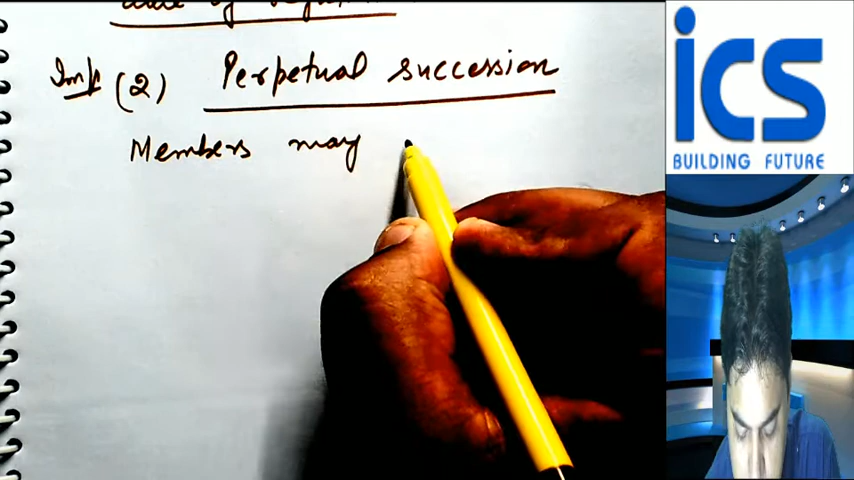 Imp (2) Perpetual succession
Members may
ics
BUILDING FUTURE